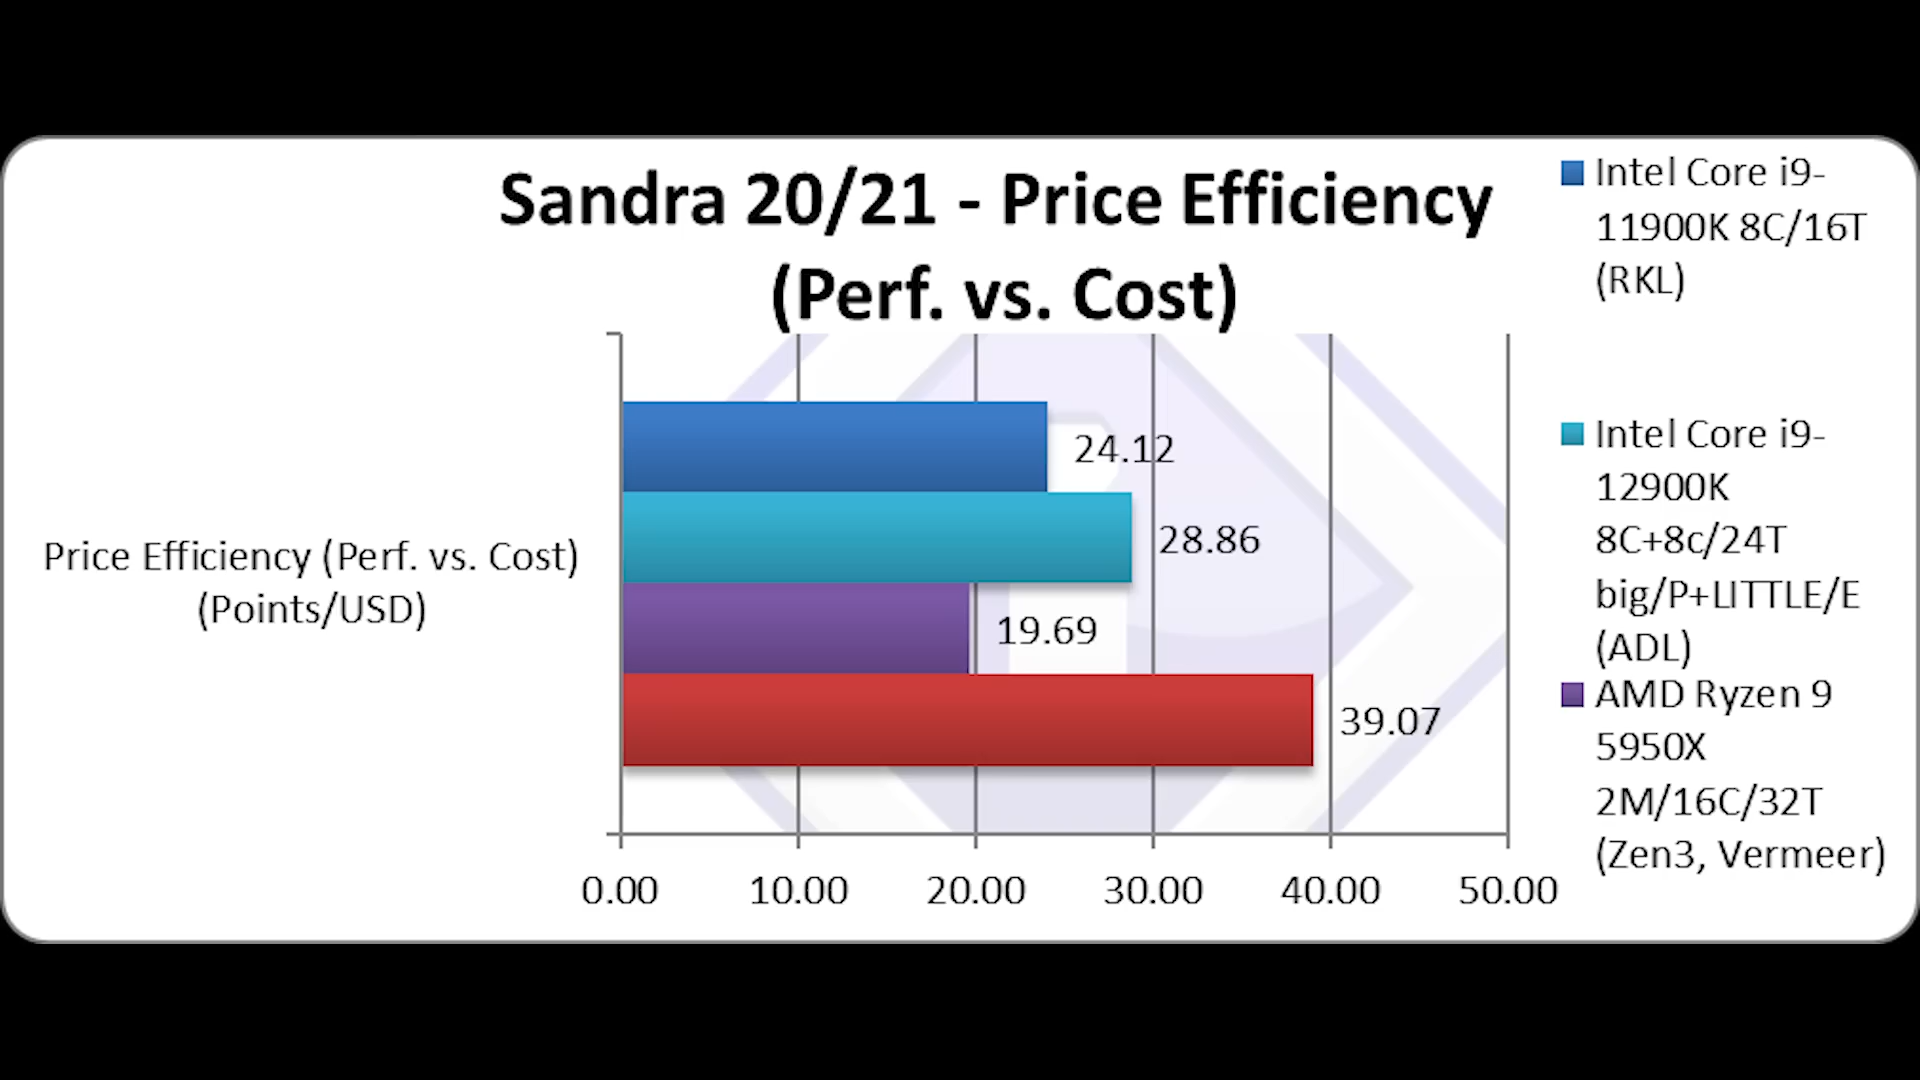 Sandra 20/21 - Price Efficiency
(Perf. vs. Cost)
Intel Core i9-
11900K 8C/16T
(RKL)
Intel Core i9-
12900K
8C+8c/24T
big/P+LITTLE/E
(ADL)
AMD Ryzen 9
5950X
2M/16C/32T
(Zen3, Vermeer)
Price Efficiency (Perf. vs. Cost)
(Points/USD)
24.12
28.86
19.69
39.07
0.00 10.00 20.00 30.00 40.00 50.00